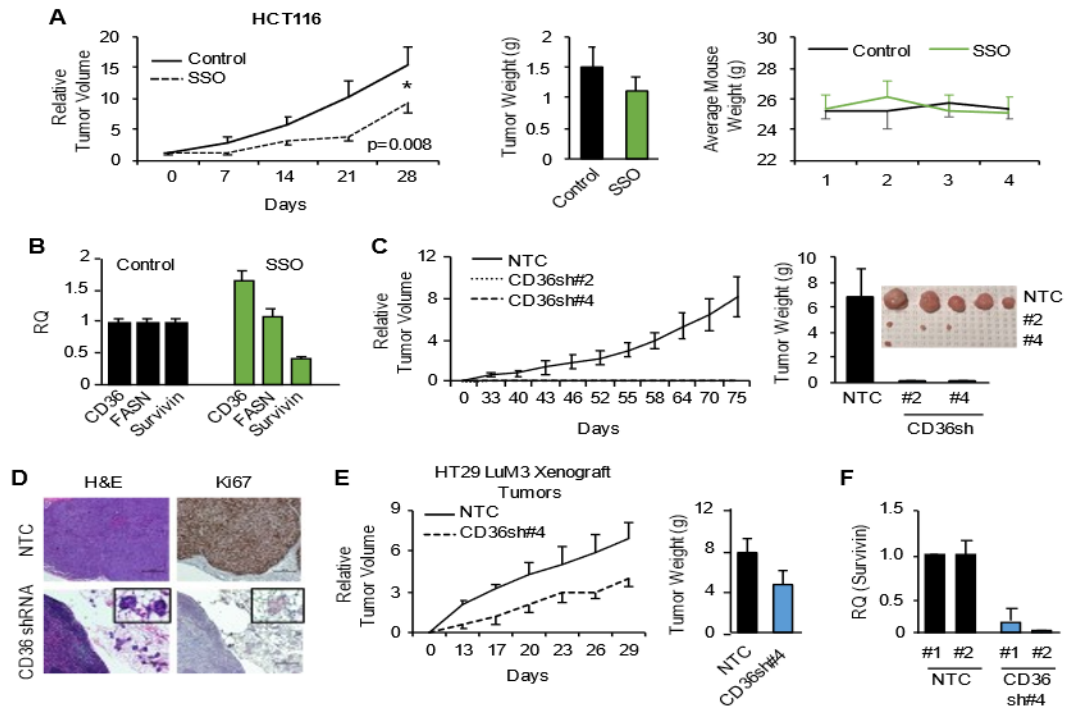 A
HCT116
Relative
Tumor Volume
20
15
10
5
0
Control
SSO
*
p=0.008
0 7 14 21 28
Days
Tumor Weight (g)
2
1.5
1
0.5
0
Control
SSO
Average Mouse
Weight (g)
30
28
26
24
22
Control
SSO
1 2 3 4
B
RQ
2
1.5
1
0.5
0
Control
SSO
CD36
FASN
Survivin
CD36
FASN
Survivin
C
Relative
Tumor Volume
12
8
4
0
NTC
CD36sh#2
CD36sh#4
0 33 40 43 46 52 55 58 64 70 75
Days
Tumor Weight (g)
10
8
6
4
2
0
NTC
#2
#4
NTC #2 #4
CD36sh
D
H&E
Ki67
NTC
CD36 shRNA
E
HT29 LuM3 Xenograft
Tumors
Relative
Tumor Volume
9
6
3
0
NTC
CD36sh#4
0 13 17 20 23 26 29
Days
Tumor Weight (g)
12
8
4
0
NTC
CD36sh#4
F
RQ (Survivin)
1.5
1.0
0.5
0
#1 #2 #1 #2
NTC CD36
sh#4